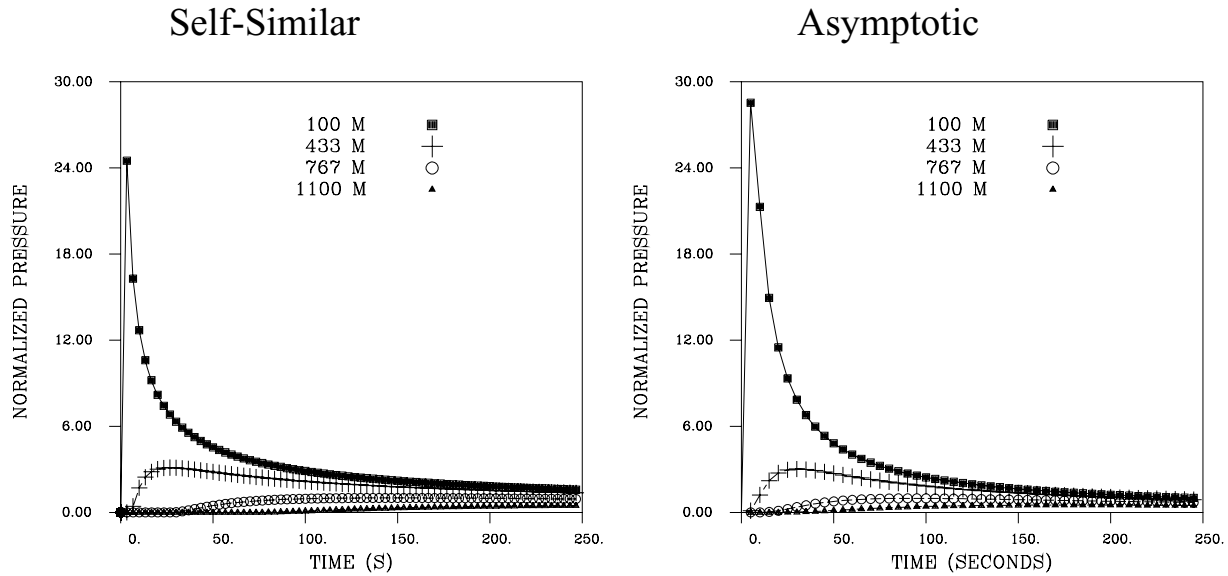 Self-Similar
Asymptotic
NORMALIZED PRESSURE
30.00
24.00
18.00
12.00
6.00
0.00
100 M
433 M
767 M
1100 M
0. 50. 100. 150. 200. 250.
TIME (S)
NORMALIZED PRESSURE
30.00
24.00
18.00
12.00
6.00
0.00
100 M
433 M
767 M
1100 M
0. 50. 100. 150. 200. 250.
TIME (SECONDS)